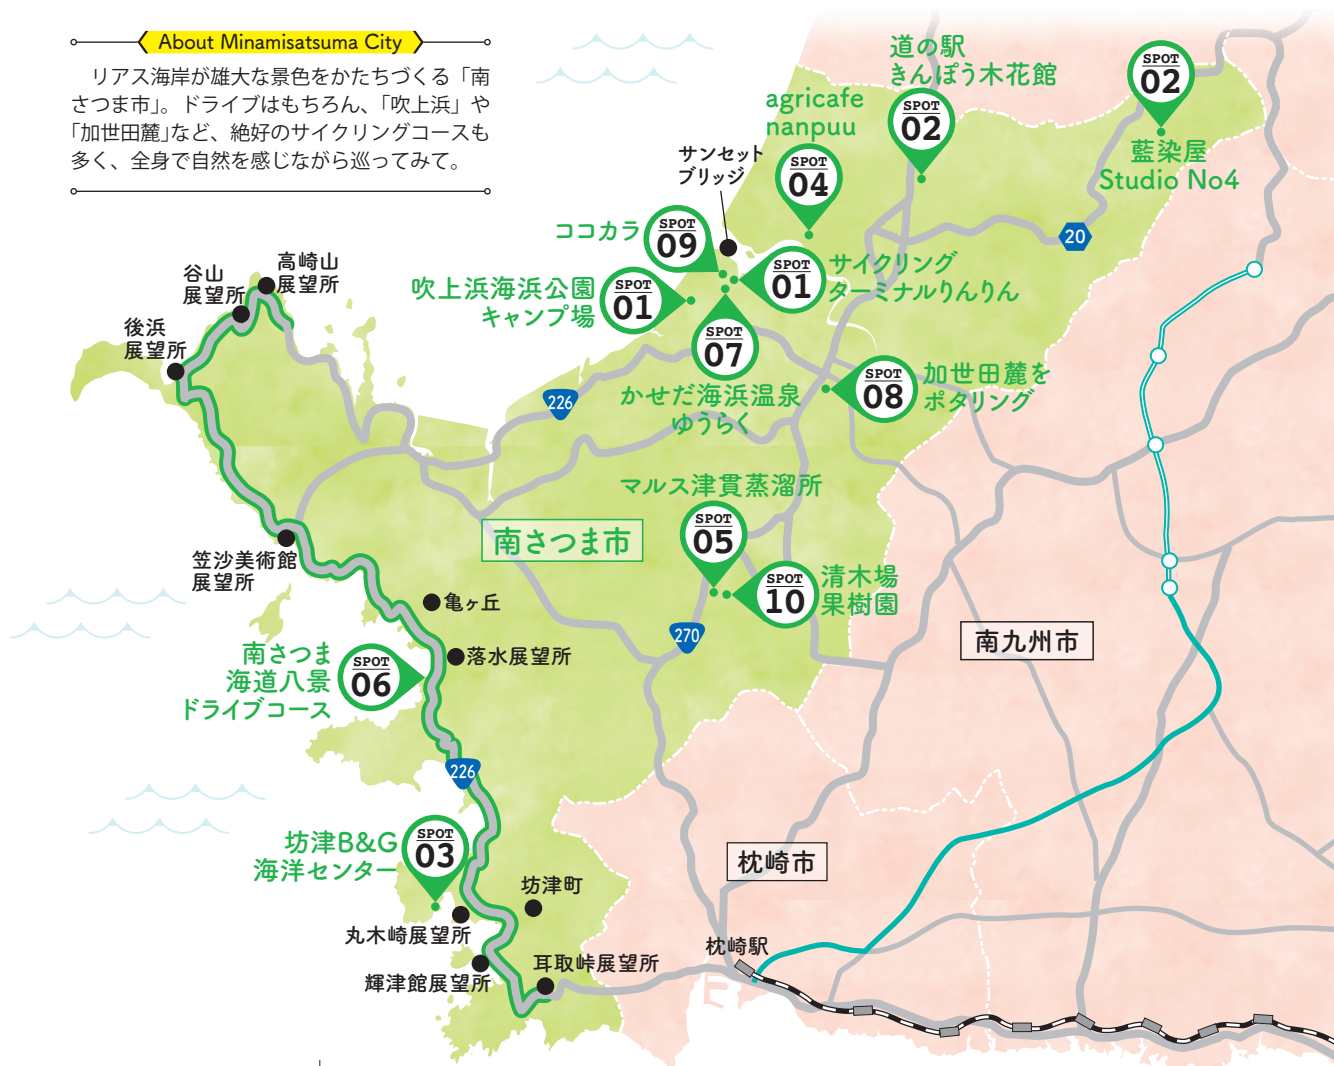 About Minamisatsuma City
リアス海岸が雄大な景色をかたちづくる「南
さつま市」。ドライブはもちろん、「吹上浜」や
「加世田麓」など、絶好のサイクリングコースも
多く、全身で自然を感じながら巡ってみて。
道の駅
きんぽう木花館
SPOT
02
SPOT
02
藍染屋
Studio No4
agricafe
nanpuu
SPOT
04
サンセット
ブリッジ
ココカラ
SPOT
09
20
サイクリング
ターミナルりんりん
SPOT
01
吹上浜海浜公園
キャンプ場
SPOT
01
高崎山
展望所
谷山
展望所
後浜
展望所
SPOT
07
かせだ海浜温泉
ゆうらく
加世田麓を
ポタリング
SPOT
08
226
マルス津貫蒸溜所
SPOT
05
南さつま市
笠沙美術館
展望所
SPOT
10
清木場
果樹園
亀ヶ丘
270
南九州市
落水展望所
南さつま
海道八景
ドライブコース
SPOT
06
226
坊津B&G
海洋センター
SPOT
03
枕崎市
坊津町
丸木崎展望所
枕崎駅
耳取峠展望所
輝津館展望所